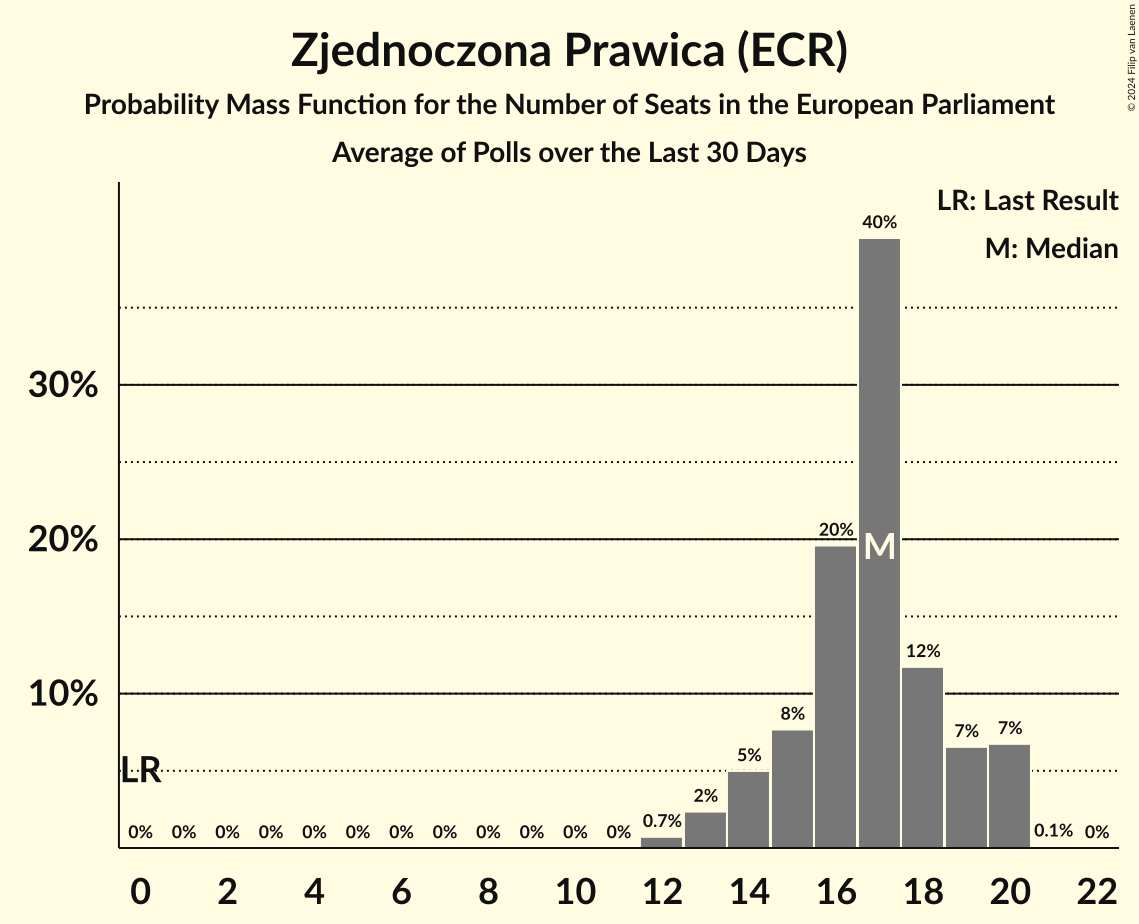 Zjednoczona Prawica (ECR)
Probability Mass Function for the Number of Seats in the European Parliament
Average of Polls over the Last 30 Days
© 2024 Filip van Laenen
LR: Last Result
M: Median
40%
30%
20%
20%
M
12%
10%
8%
7%
7%
5%
LR
2%
0% 0% 0% 0% 0% 0% 0% 0% 0% 0% 0% 0% 0.7% 0.1% 0%
0 2 4 6 8 10 12 14 16 18 20 22